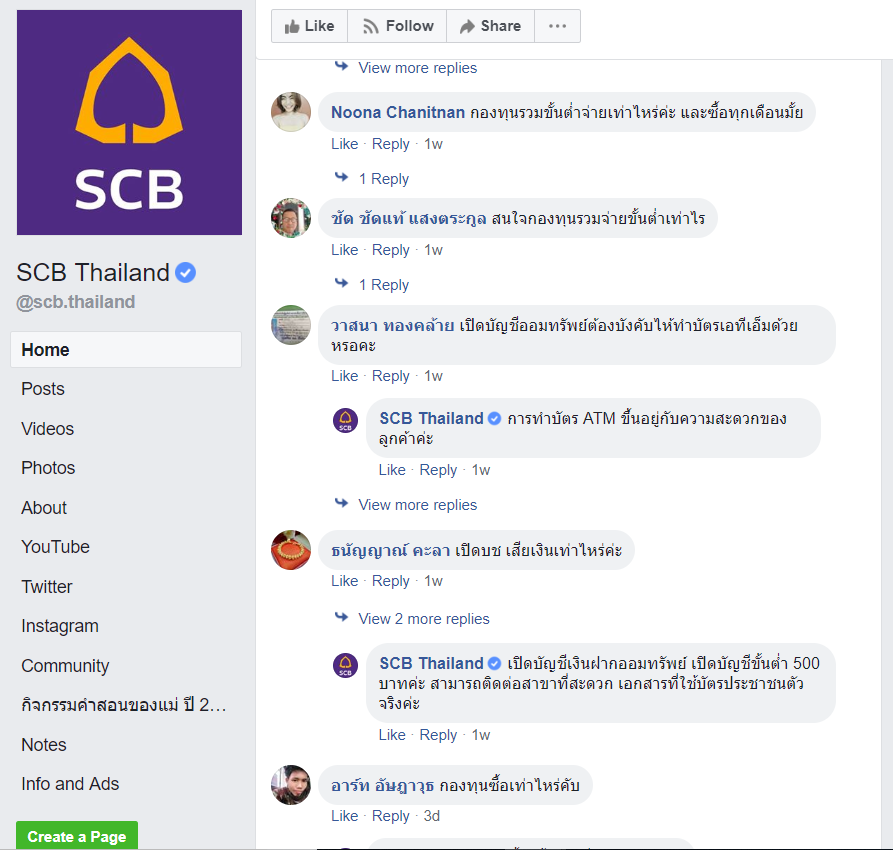 SCB
SCB Thailand
@scb.thailand
Home
Posts
Videos
Photos
About
YouTube
Twitter
Instagram
Community
กิจกรรมคำสอนของแม่ ปี 2...
Notes
Info and Ads
Create a Page
Like Follow Share ...
View more replies
Noona Chanitnan กองทุนรวมขั้นต่ำจ่ายเท่าไหร่ค่ะ และซื้อทุกเดือนมั้ย
Like · Reply · 1w
1 Reply
ชัด ชัดแท้ แสงตระกูล สนใจกองทุนรวมจ่ายขั้นต่ำเท่าไร
Like · Reply · 1w
1 Reply
วาสนา ทองคล้าย เปิดบัญชีออมทรัพย์ต้องบังคับไห้ทำบัตรเอทีเอ็มด้วย
หรอคะ
Like · Reply · 1w
SCB
SCB Thailand การทำบัตร ATM ขึ้นอยู่กับความสะดวกของ
ลูกค้าค่ะ
Like · Reply · 1w
View more replies
ธนัญญาณ์ คะลา เปิดบช เสียเงินเท่าไหร่ค่ะ
Like · Reply · 1w
View 2 more replies
SCB
SCB Thailand เปิดบัญชีเงินฝากออมทรัพย์ เปิดบัญชีขั้นต่ำ 500
บาทค่ะ สามารถติดต่อสาขาที่สะดวก เอกสารที่ใช้บัตรประชาชนตัว
จริงค่ะ
Like · Reply · 1w
อาร์ท อัษฎาวุธ กองทุนซื้อเท่าไหร่คับ
Like · Reply · 3d